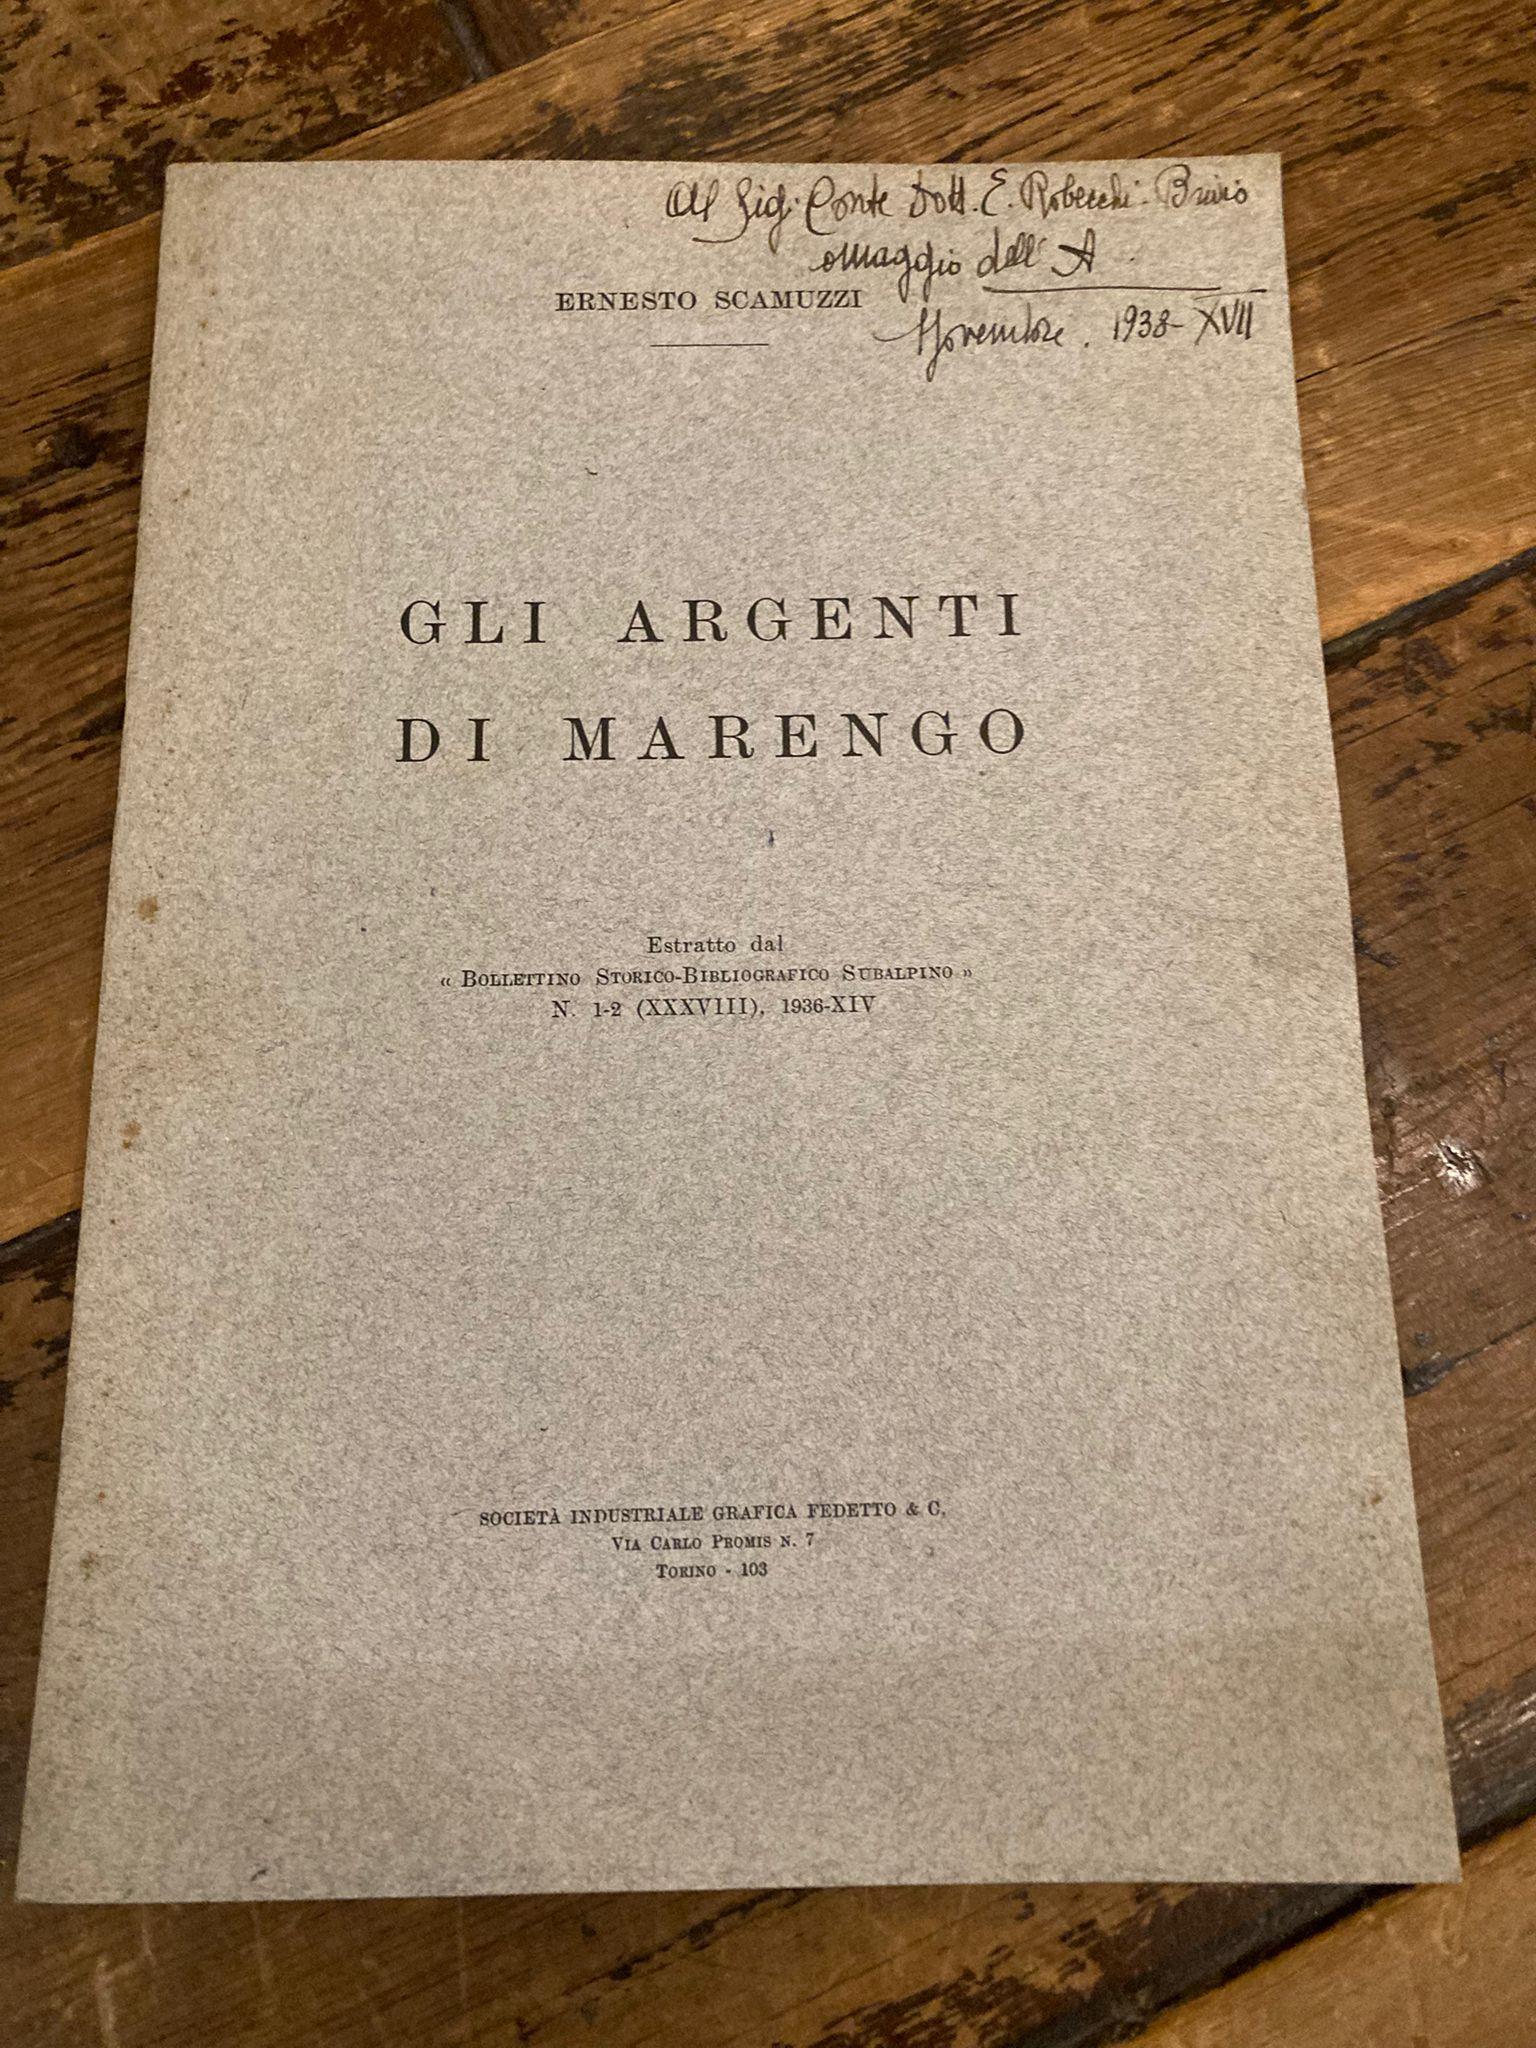 Al Sig. Conte Dott. E. Robecchi-Brivio
omaggio dell'A
Novembre. 1938-XVII
ERNESTO SCAMUZZI
GLI ARGENTI
DI MARENGO
Estratto dal
« BOLLETTINO STORICO-BIBLIOGRAFICO SUBALPINO »
N. 1-2 (XXXVIII), 1936-XIV
SOCIETÀ INDUSTRIALE GRAFICA FEDETTO & C.
VIA CARLO PROMIS N. 7
TORINO - 103